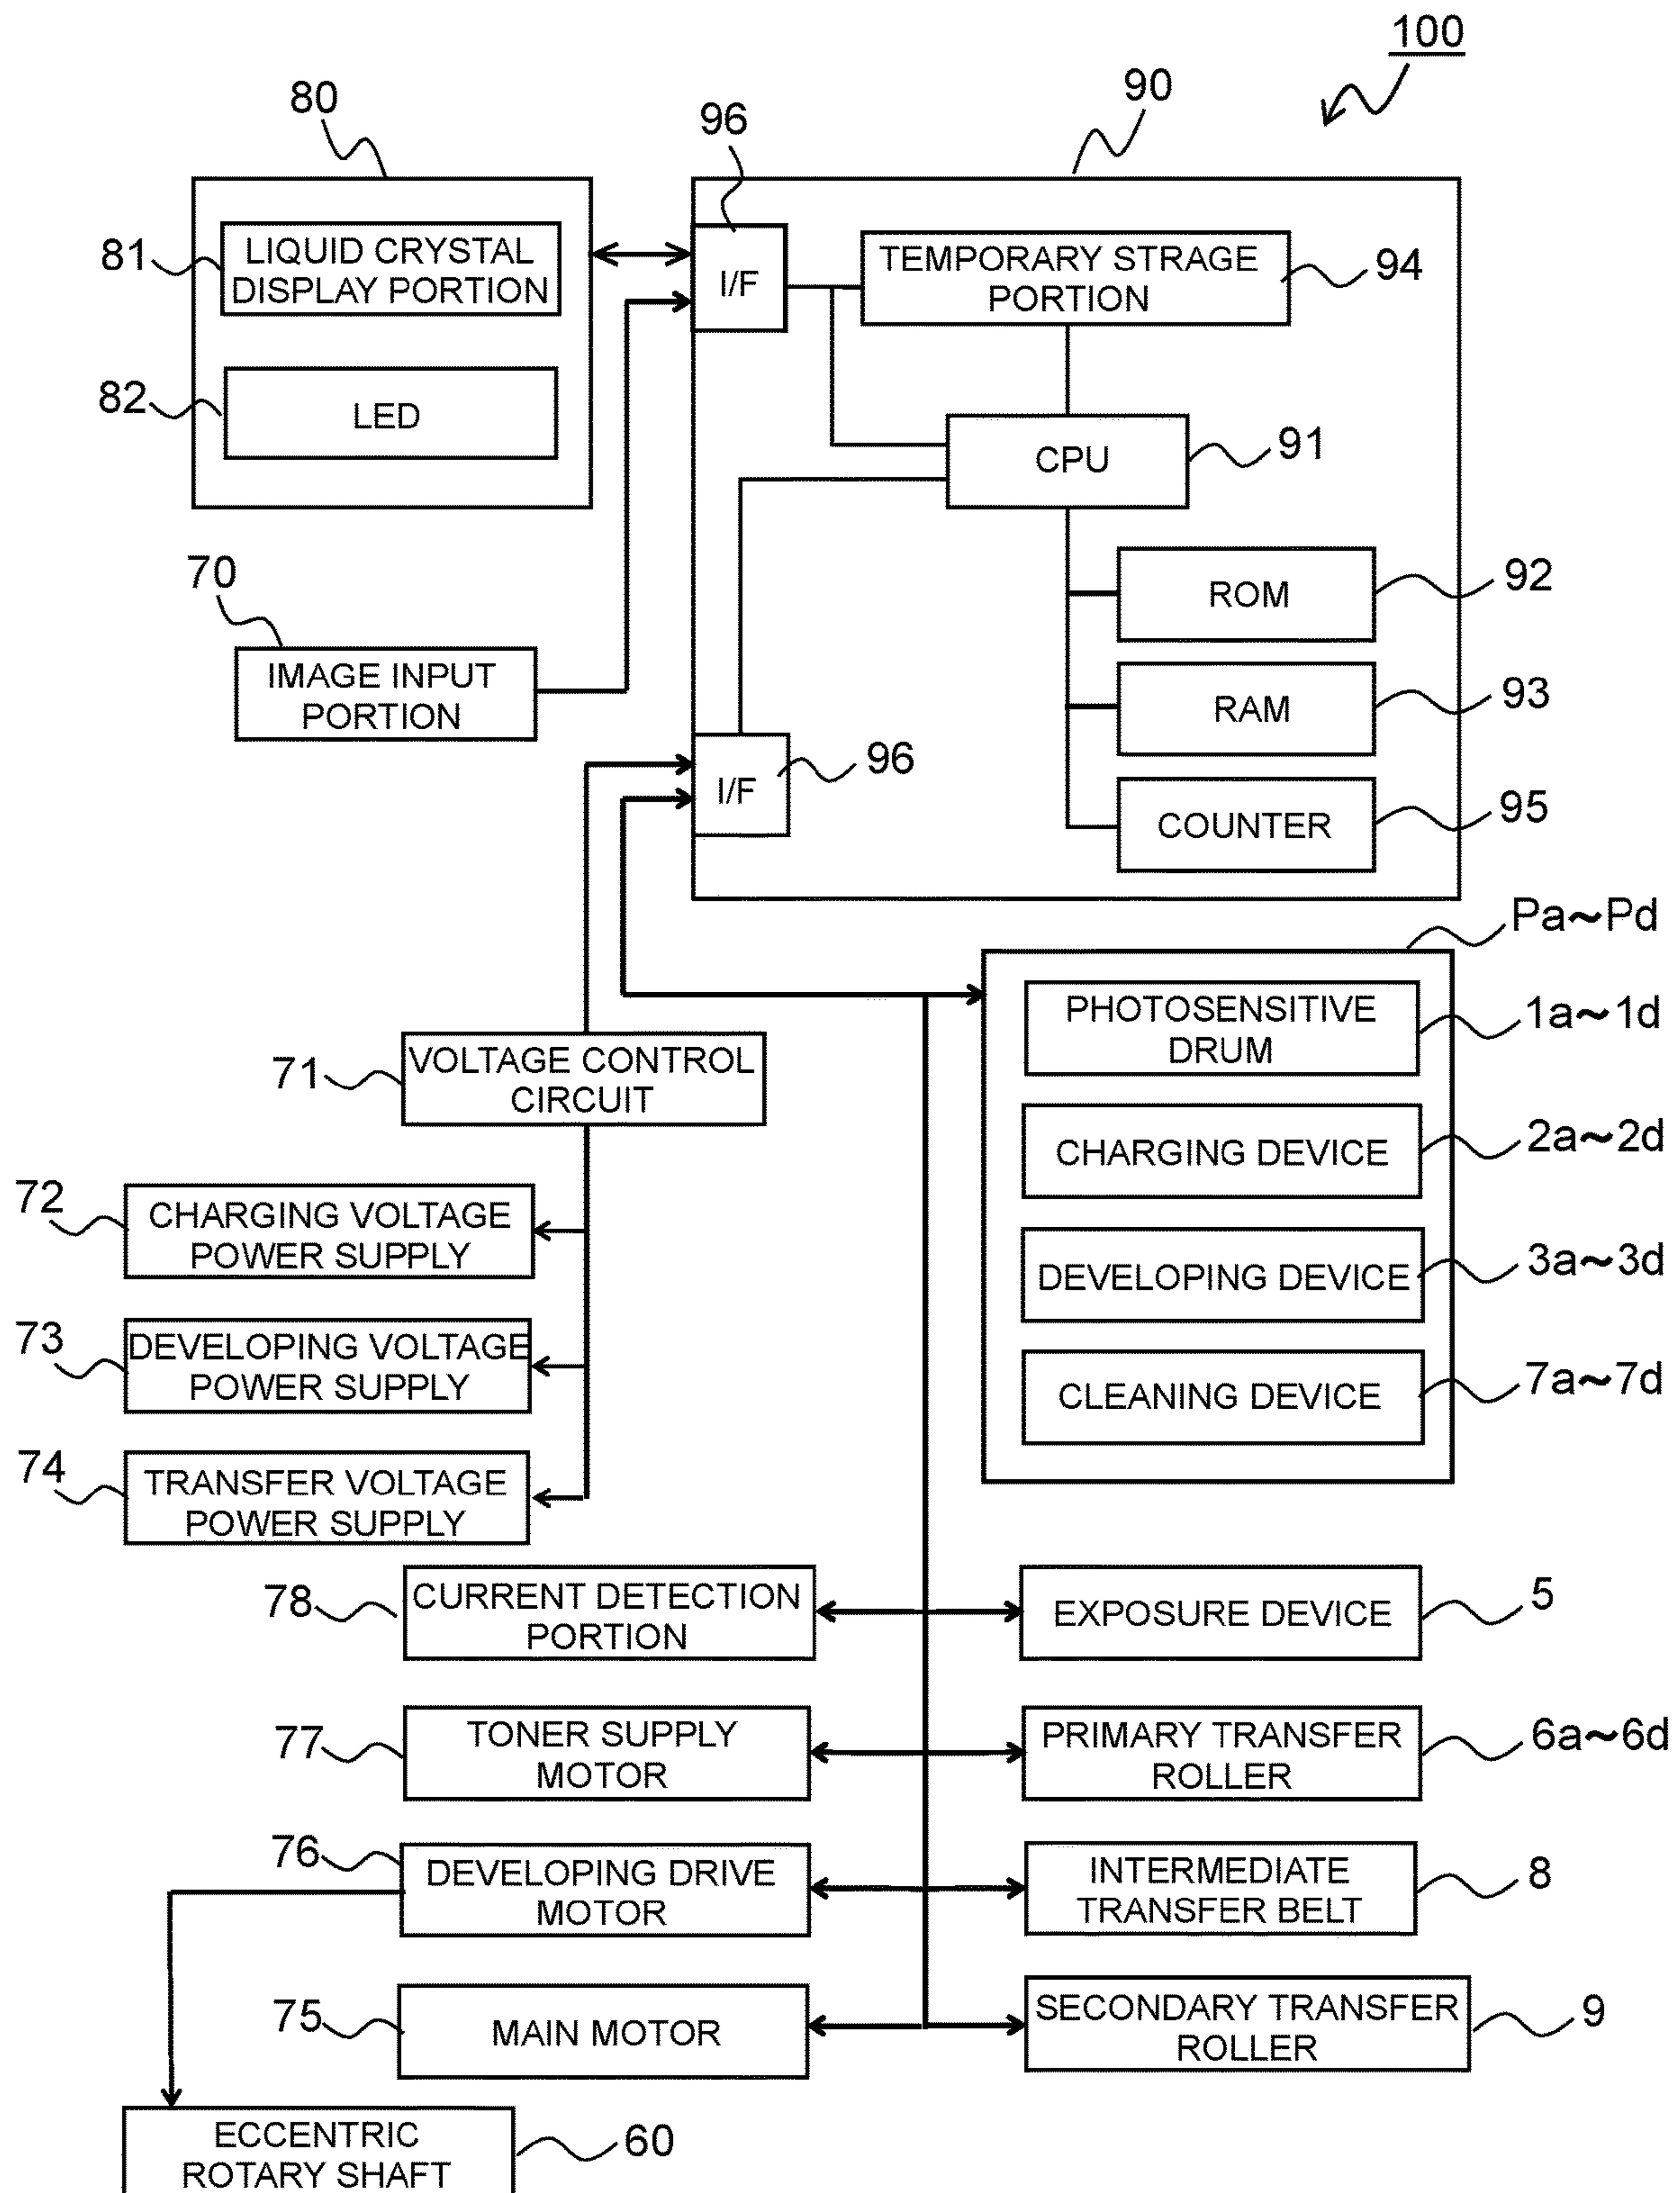 100
80
96
90
81
LIQUID CRYSTAL
DISPLAY PORTION
I/F
TEMPORARY STRAGE
PORTION
94
82
LED
CPU
91
70
IMAGE INPUT
PORTION
ROM
92
RAM
93
I/F
96
COUNTER
95
Pa~Pd
PHOTOSENSITIVE
DRUM
1a~1d
71
VOLTAGE CONTROL
CIRCUIT
CHARGING DEVICE
2a~2d
72
CHARGING VOLTAGE
POWER SUPPLY
DEVELOPING DEVICE
3a~3d
73
DEVELOPING VOLTAGE
POWER SUPPLY
CLEANING DEVICE
7a~7d
74
TRANSFER VOLTAGE
POWER SUPPLY
78
CURRENT DETECTION
PORTION
EXPOSURE DEVICE
5
77
TONER SUPPLY
MOTOR
PRIMARY TRANSFER
ROLLER
6a~6d
76
DEVELOPING DRIVE
MOTOR
INTERMEDIATE
TRANSFER BELT
8
75
MAIN MOTOR
SECONDARY TRANSFER
ROLLER
9
ECCENTRIC
ROTARY SHAFT
60